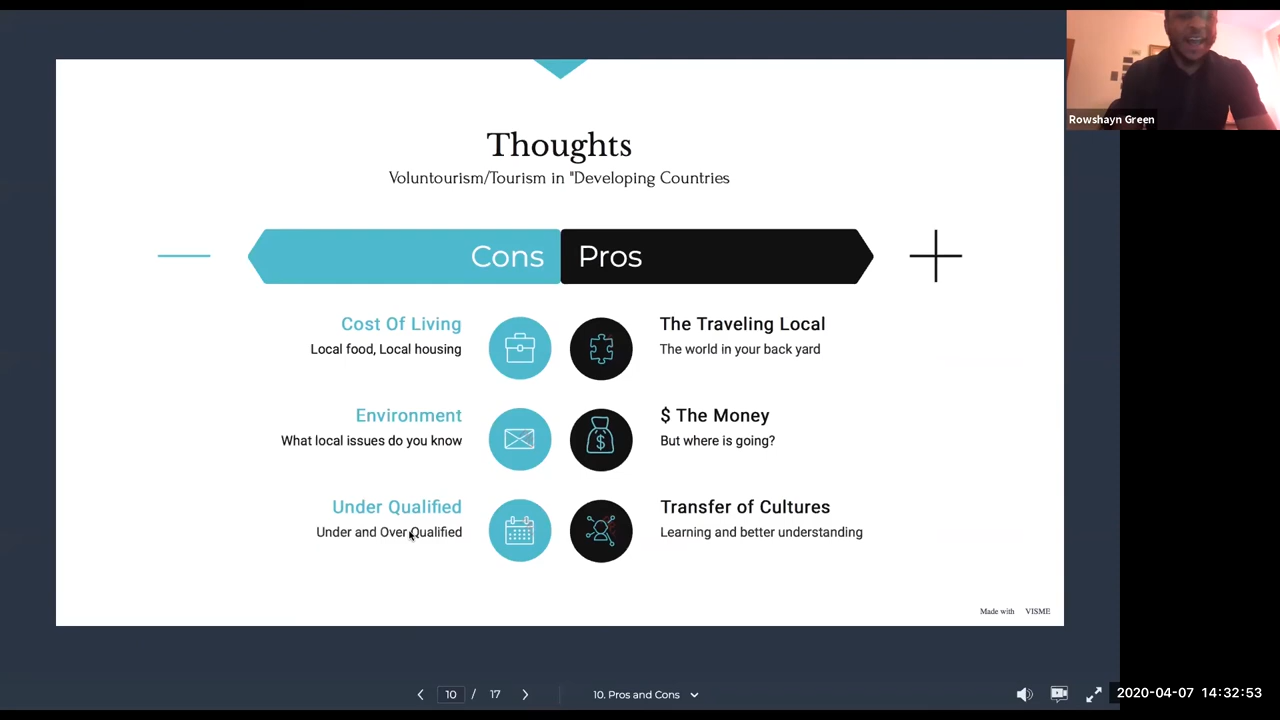 Rowshayn Green
Thoughts
Voluntourism/Tourism in "Developing Countries
Cons
Pros
Cost Of Living
Local food, Local housing
The Traveling Local
The world in your back yard
Environment
What local issues do you know
$ The Money
But where is going?
Under Qualified
Under and Over Qualified
Transfer of Cultures
Learning and better understanding
Made with VISME
10 / 17
10. Pros and Cons
2020-04-07 14:32:53